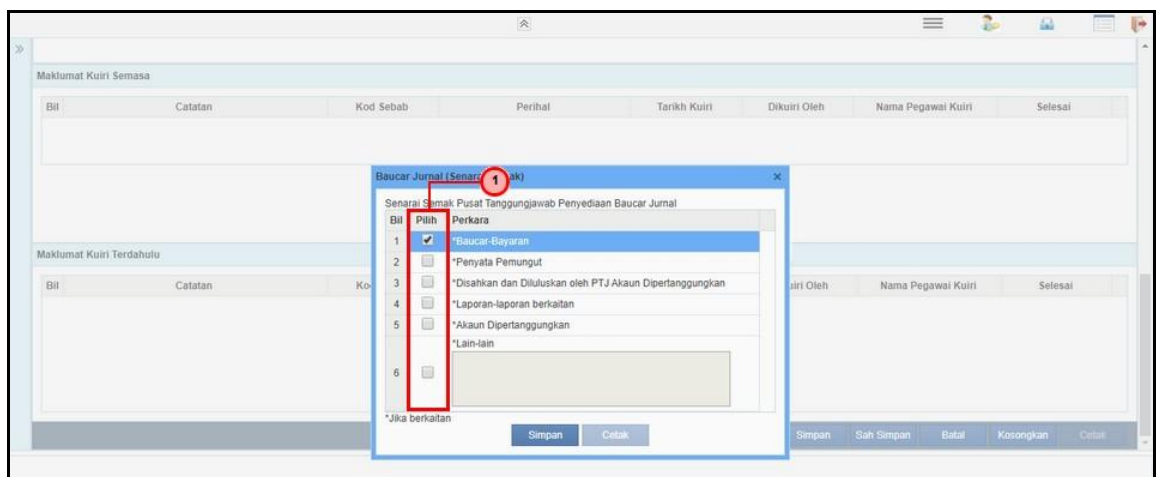 Maklumat Kuiri Semasa
Bil Catatan Kod Sebab Perihal Tarikh Kuiri Dikuiri Oleh Nama Pegawai Kuiri Selesai
Baucar Jurnal (Senarai
1
Senarai Semak Pusat Tanggungjawab Penyediaan Baucar Jurnal
Bil Pilih Perkara
1 *Baucar-Bayaran
2 *Penyata Pemungut
3 *Disahkan dan Diluluskan oleh PTJ Akaun Dipertanggungkan
4 *Laporan-laporan berkaitan
5 *Akaun Dipertanggungkan
*Lain-lain
6
*Jika berkaitan
Simpan Cetak
Maklumat Kuiri Terdahulu
Bil Catatan Oleh Nama Pegawai Kuiri Selesai
Simpan Sah Simpan Batal Kosongkan Cetak